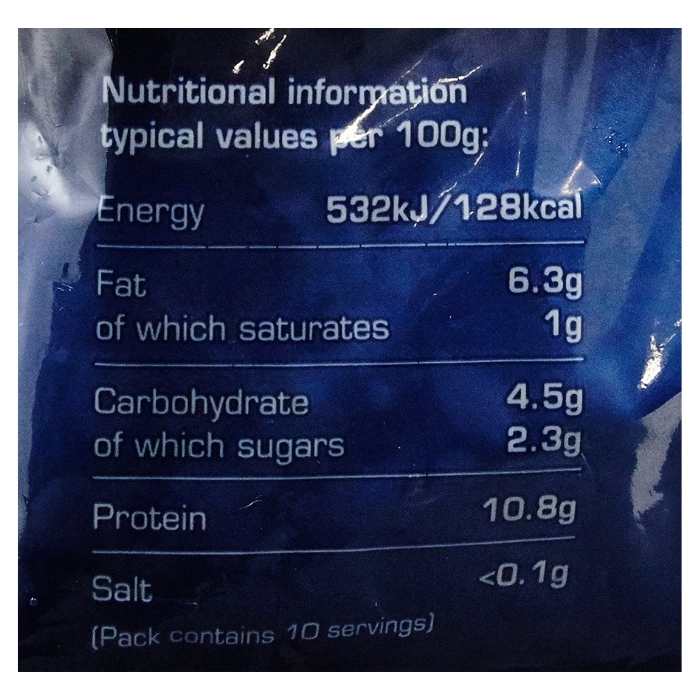 Nutritional information
typical values per 100g:
Energy 532kJ/128kcal
Fat 6.3g
of which saturates 1g
Carbohydrate 4.5g
of which sugars 2.3g
Protein 10.8g
Salt <0.1g
(Pack contains 10 servings)